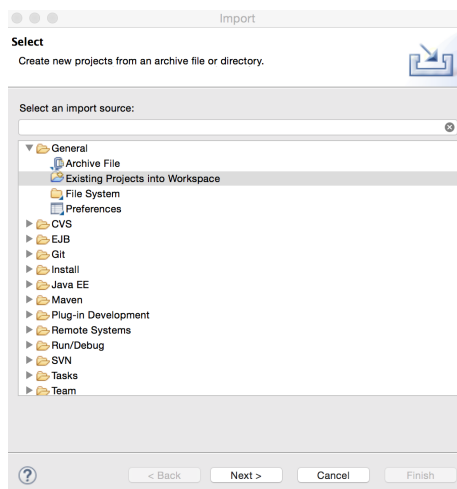 Import
Select
Create new projects from an archive file or directory.
Select an import source:
General
Archive File
Existing Projects into Workspace
File System
Preferences
CVS
EJB
Git
Install
Java EE
Maven
Plug-in Development
Remote Systems
Run/Debug
SVN
Tasks
Team
? < Back Next > Cancel Finish